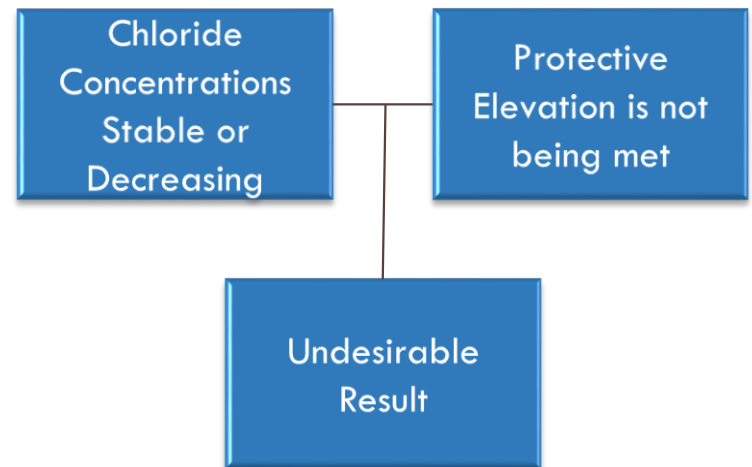 Chloride
Concentrations
Stable or
Decreasing
Protective
Elevation is not
being met
Undesirable
Result